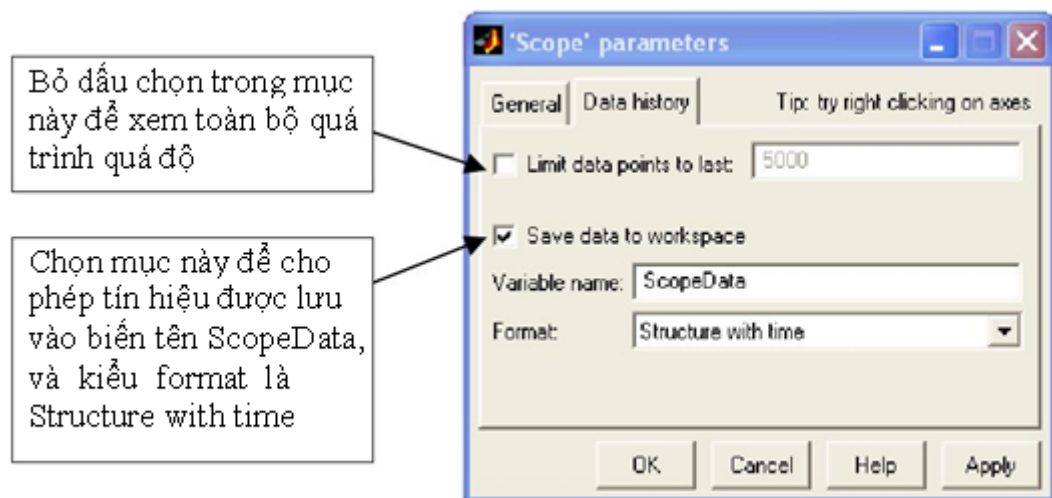 Bỏ dấu chọn trong mục
này để xem toàn bộ quá
trình quá độ
Chọn mục này để cho
phép tín hiệu được lưu
vào biến tên ScopeData,
và kiểu format là
Structure with time
'Scope' parameters
General Data history Tip: try right clicking on axes
Limit data points to last: 5000
Save data to workspace
Variable name: ScopeData
Format: Structure with time
OK Cancel Help Apply